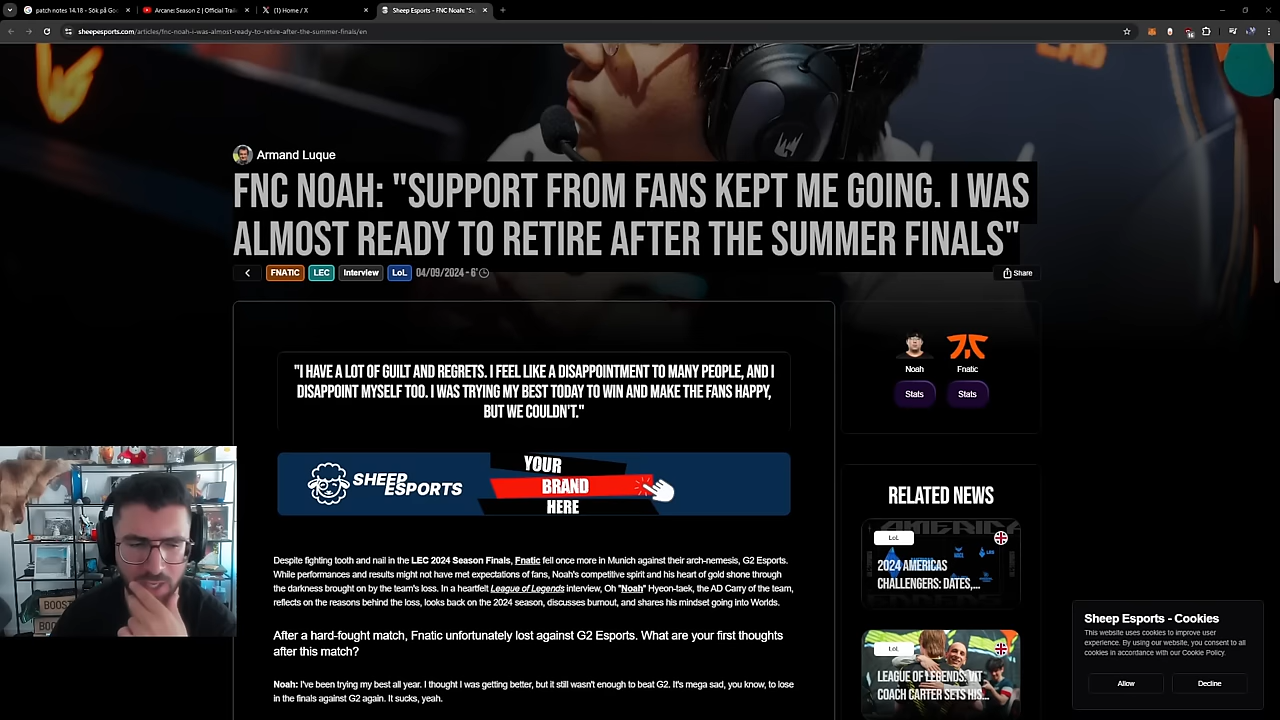 patch notes 14.18 - Sök på Go
Arcane: Season 2 | Official Trail
(1) Home / X
Sheep Esports - FNC Noah: "Su
sheepesports.com/articles/fnc-noah-i-was-almost-ready-to-retire-after-the-summer-finals/en
Armand Luque
FNC NOAH: "SUPPORT FROM FANS KEPT ME GOING. I WAS
ALMOST READY TO RETIRE AFTER THE SUMMER FINALS"
FNATIC LEC Interview LoL 04/09/2024 - 6'
Share
"I HAVE A LOT OF GUILT AND REGRETS. I FEEL LIKE A DISAPPOINTMENT TO MANY PEOPLE, AND I
DISAPPOINT MYSELF TOO. I WAS TRYING MY BEST TODAY TO WIN AND MAKE THE FANS HAPPY,
BUT WE COULDN'T."
Noah Fnatic
Stats Stats
SHEEP
ESPORTS
YOUR
BRAND
HERE
Despite fighting tooth and nail in the LEC 2024 Season Finals, Fnatic fell once more in Munich against their arch-nemesis, G2 Esports.
While performances and results might not have met expectations of fans, Noah's competitive spirit and his heart of gold shone through
the darkness brought on by the team's loss. In a heartfelt League of Legends interview, Oh "Noah" Hyeon-taek, the AD Carry of the team,
reflects on the reasons behind the loss, looks back on the 2024 season, discusses burnout, and shares his mindset going into Worlds.
After a hard-fought match, Fnatic unfortunately lost against G2 Esports. What are your first thoughts
after this match?
Noah: I've been trying my best all year. I thought I was getting better, but it still wasn't enough to beat G2. It's mega sad, you know, to lose
in the finals against G2 again. It sucks, yeah.
RELATED NEWS
LoL
2024 AMERICAS
CHALLENGERS: DATES,...
LoL
LEAGUE OF LEGENDS: VIT
COACH CARTER SETS HIS...
Sheep Esports - Cookies
This website uses cookies to improve user
experience. By using our website, you consent to all
cookies in accordance with our Cookie Policy.
Allow Decline
BOOST
BOO